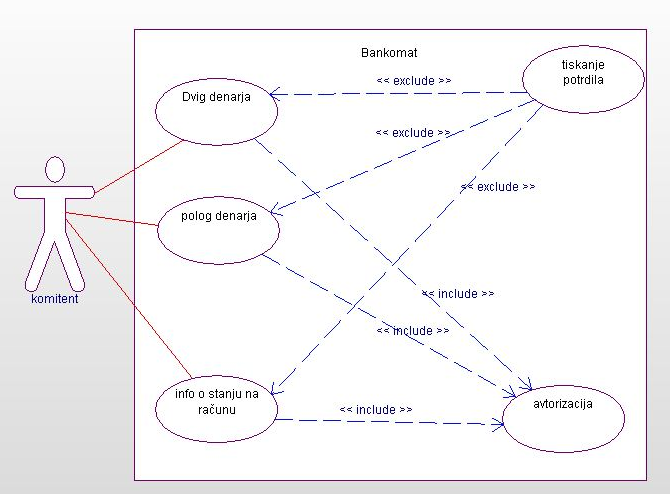 Bankomat
tiskanje
potrdila
<< exclude >>
Dvig denarja
<< exclude >>
<< exclude >>
polog denarja
komitent
<< include >>
<< include >>
info o stanju na
računu
<< include >>
avtorizacija